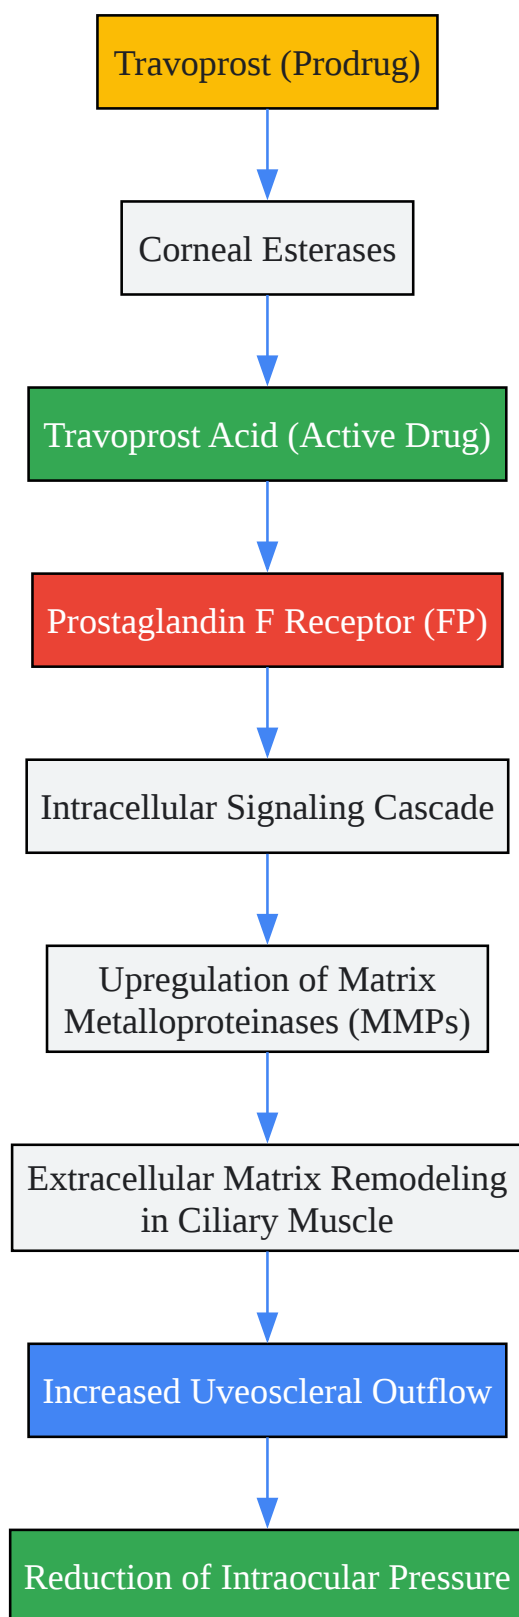 Travoprost (Prodrug)
Corneal Esterases
Travoprost Acid (Active Drug)
Prostaglandin F Receptor (FP)
Intracellular Signaling Cascade
Upregulation of Matrix
Metalloproteinases (MMPs)
Extracellular Matrix Remodeling
in Ciliary Muscle
Increased Uveoscleral Outflow
Reduction of Intraocular Pressure